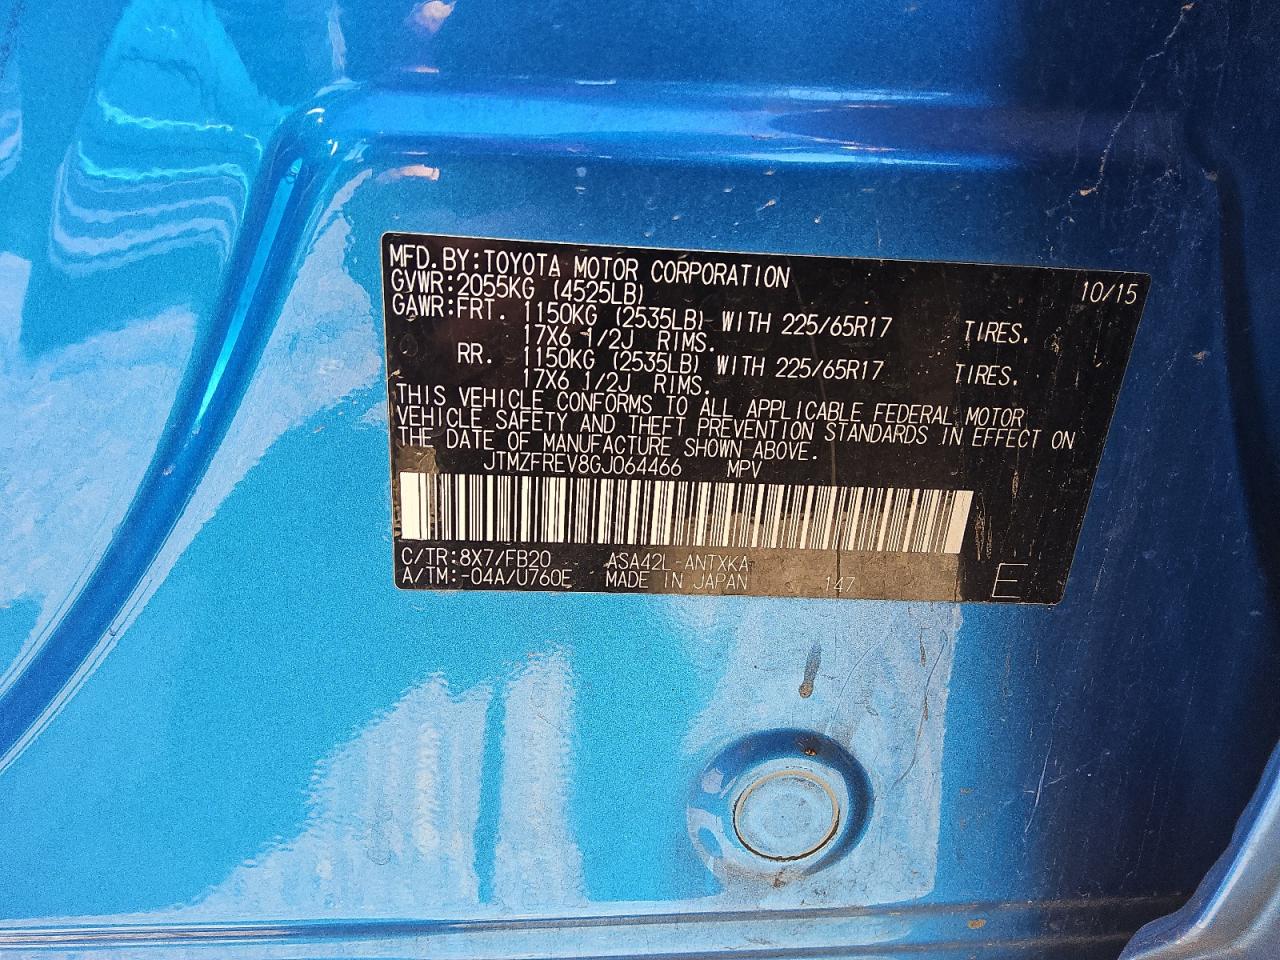 MFD.BY:TOYOTA MOTOR CORPORATION 10/15
GVWR:2055KG (4525LB)
GAWR:FRT. 1150KG (2535LB) WITH 225/65R17 TIRES.
17X6 1/2J RIMS.
RR. 1150KG (2535LB) WITH 225/65R17 TIRES.
17X6 1/2J RIMS.
THIS VEHICLE CONFORMS TO ALL APPLICABLE FEDERAL MOTOR
VEHICLE SAFETY AND THEFT PREVENTION STANDARDS IN EFFECT ON
THE DATE OF MANUFACTURE SHOWN ABOVE.
JTMZFREV8GJ064466 MPV
C/TR:8X7/FB20 ASA42L-ANTXKA
A/TM:-04A/U760E MADE IN JAPAN 147 E